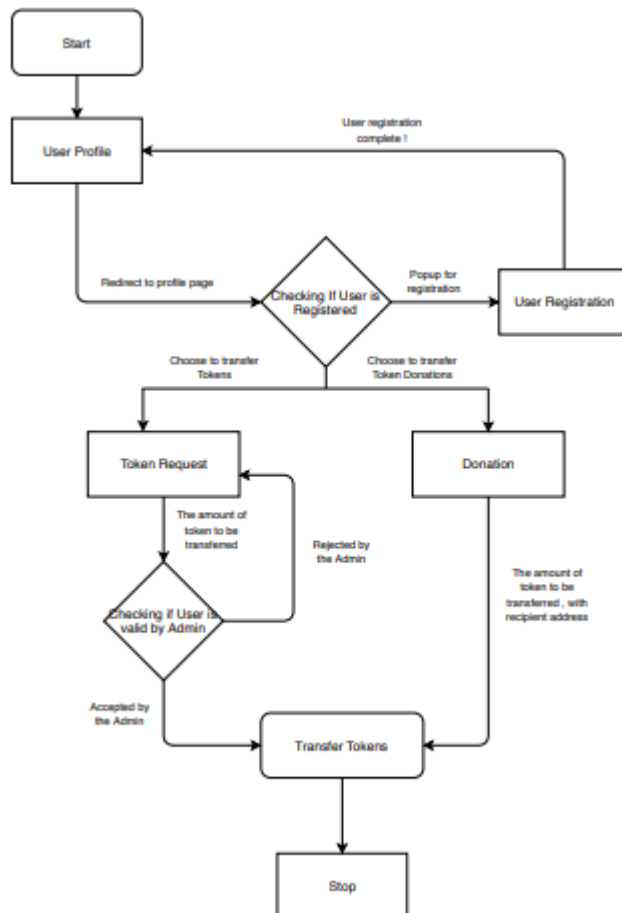 Start
User registration
complete !
User Profile
Redirect to profile page
Checking If User is
Registered
Popup for
registration
User Registration
Choose to transfer
Tokens
Choose to transfer
Token Donations
Token Request
Donation
The amount of
token to be
transferred
Rejected by
the Admin
The amount of
token to be
transferred , with
recipient address
Checking if User is
valid by Admin
Accepted by
the Admin
Transfer Tokens
Stop